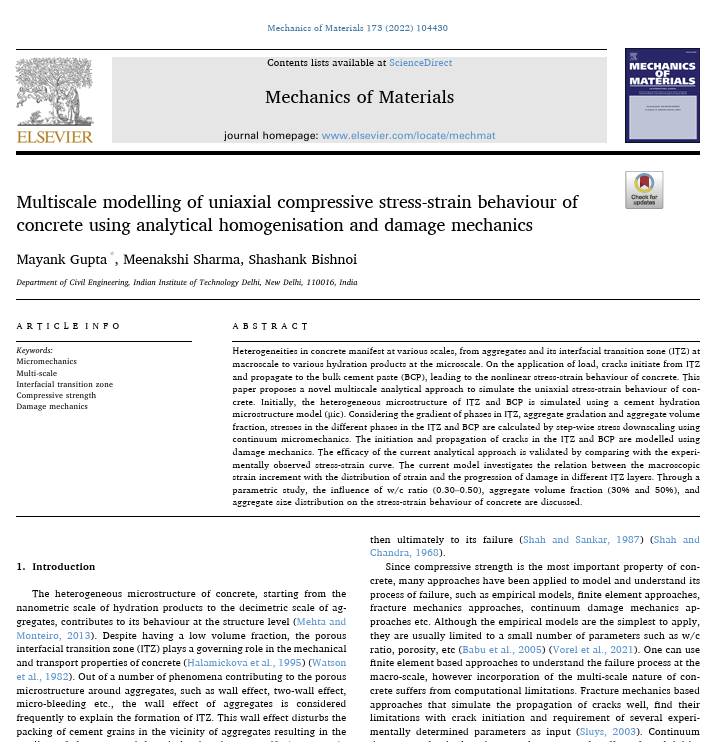 Mechanics of Materials 173 (2022) 104430
Contents lists available at ScienceDirect
Mechanics of Materials
journal homepage: www.elsevier.com/locate/mechmat
ELSEVIER
MECHANICS
OF
MATERIALS
Check for
updates
Multiscale modelling of uniaxial compressive stress-strain behaviour of
concrete using analytical homogenisation and damage mechanics
Mayank Gupta *, Meenakshi Sharma, Shashank Bishnoi
Department of Civil Engineering, Indian Institute of Technology Delhi, New Delhi, 110016, India
ARTICLE INFO
Keywords:
Micromechanics
Multi-scale
Interfacial transition zone
Compressive strength
Damage mechanics
ABSTRACT
Heterogeneities in concrete manifest at various scales, from aggregates and its interfacial transition zone (ITZ) at
macroscale to various hydration products at the microscale. On the application of load, cracks initiate from ITZ
and propagate to the bulk cement paste (BCP), leading to the nonlinear stress-strain behaviour of concrete. This
paper proposes a novel multiscale analytical approach to simulate the uniaxial stress-strain behaviour of con-
crete. Initially, the heterogeneous microstructure of ITZ and BCP is simulated using a cement hydration
microstructure model (μic). Considering the gradient of phases in ITZ, aggregate gradation and aggregate volume
fraction, stresses in the different phases in the ITZ and BCP are calculated by step-wise stress downscaling using
continuum micromechanics. The initiation and propagation of cracks in the ITZ and BCP are modelled using
damage mechanics. The efficacy of the current analytical approach is validated by comparing with the experi-
mentally observed stress-strain curve. The current model investigates the relation between the macroscopic
strain increment with the distribution of strain and the progression of damage in different ITZ layers. Through a
parametric study, the influence of w/c ratio (0.30–0.50), aggregate volume fraction (30% and 50%), and
aggregate size distribution on the stress-strain behaviour of concrete are discussed.
1. Introduction
The heterogeneous microstructure of concrete, starting from the
nanometric scale of hydration products to the decimetric scale of ag-
gregates, contributes to its behaviour at the structure level (Mehta and
Monteiro, 2013). Despite having a low volume fraction, the porous
interfacial transition zone (ITZ) plays a governing role in the mechanical
and transport properties of concrete (Halamickova et al., 1995) (Watson
et al., 1982). Out of a number of phenomena contributing to the porous
microstructure around aggregates, such as wall effect, two-wall effect,
micro-bleeding etc., the wall effect of aggregates is considered
frequently to explain the formation of ITZ. This wall effect disturbs the
packing of cement grains in the vicinity of aggregates resulting in the
then ultimately to its failure (Shah and Sankar, 1987) (Shah and
Chandra, 1968).
Since compressive strength is the most important property of con-
crete, many approaches have been applied to model and understand its
process of failure, such as empirical models, finite element approaches,
fracture mechanics approaches, continuum damage mechanics ap-
proaches etc. Although the empirical models are the simplest to apply,
they are usually limited to a small number of parameters such as w/c
ratio, porosity, etc (Babu et al., 2005) (Vorel et al., 2021). One can use
finite element based approaches to understand the failure process at the
macro-scale, however incorporation of the multi-scale nature of con-
crete suffers from computational limitations. Fracture mechanics based
approaches that simulate the propagation of cracks well, find their
limitations with crack initiation and requirement of several experi-
mentally determined parameters as input (Sluys, 2003). Continuum